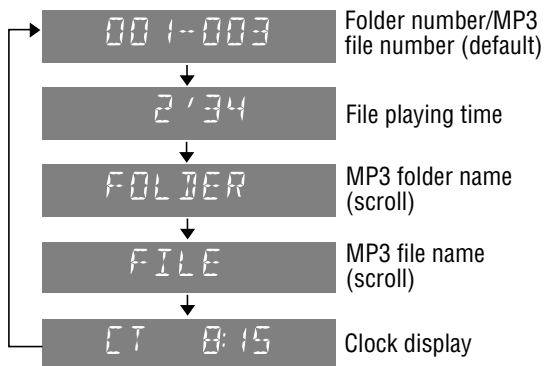 001-003
Folder number/MP3
file number (default)
2'34
File playing time
FOLDER
MP3 folder name
(scroll)
FILE
MP3 file name
(scroll)
CT 8:15
Clock display